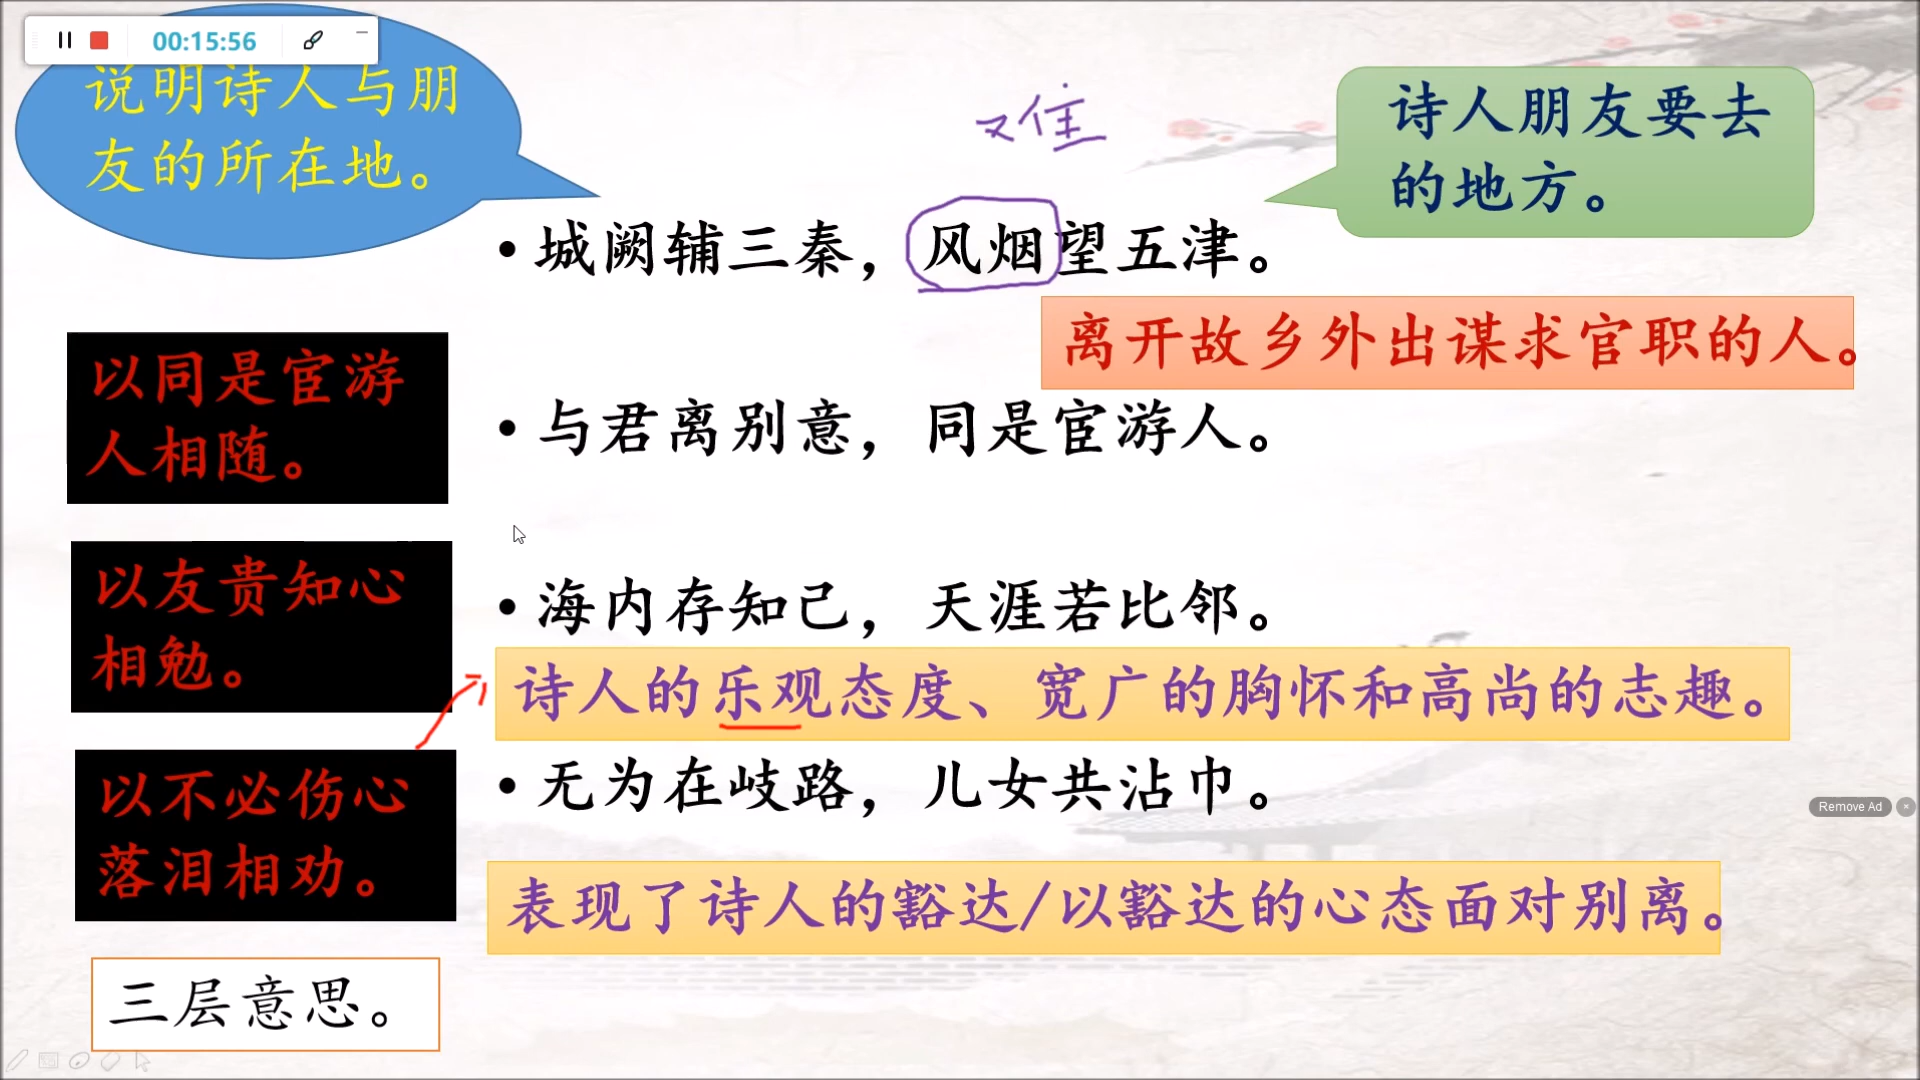 00:15:56
说明诗人与朋
友的所在地。
难
诗人朋友要去
的地方。
城阙辅三秦，风烟望五津。
离开故乡外出谋求官职的人。
以同是宦游
人相随。
与君离别意，同是宦游人。
以友贵知心
相勉。
海内存知己，天涯若比邻。
诗人的乐观态度、宽广的胸怀和高尚的志趣。
以不必伤心
落泪相劝。
无为在岐路，儿女共沾巾。
Remove Ad
表现了诗人的豁达/以豁达的心态面对别离。
三层意思。